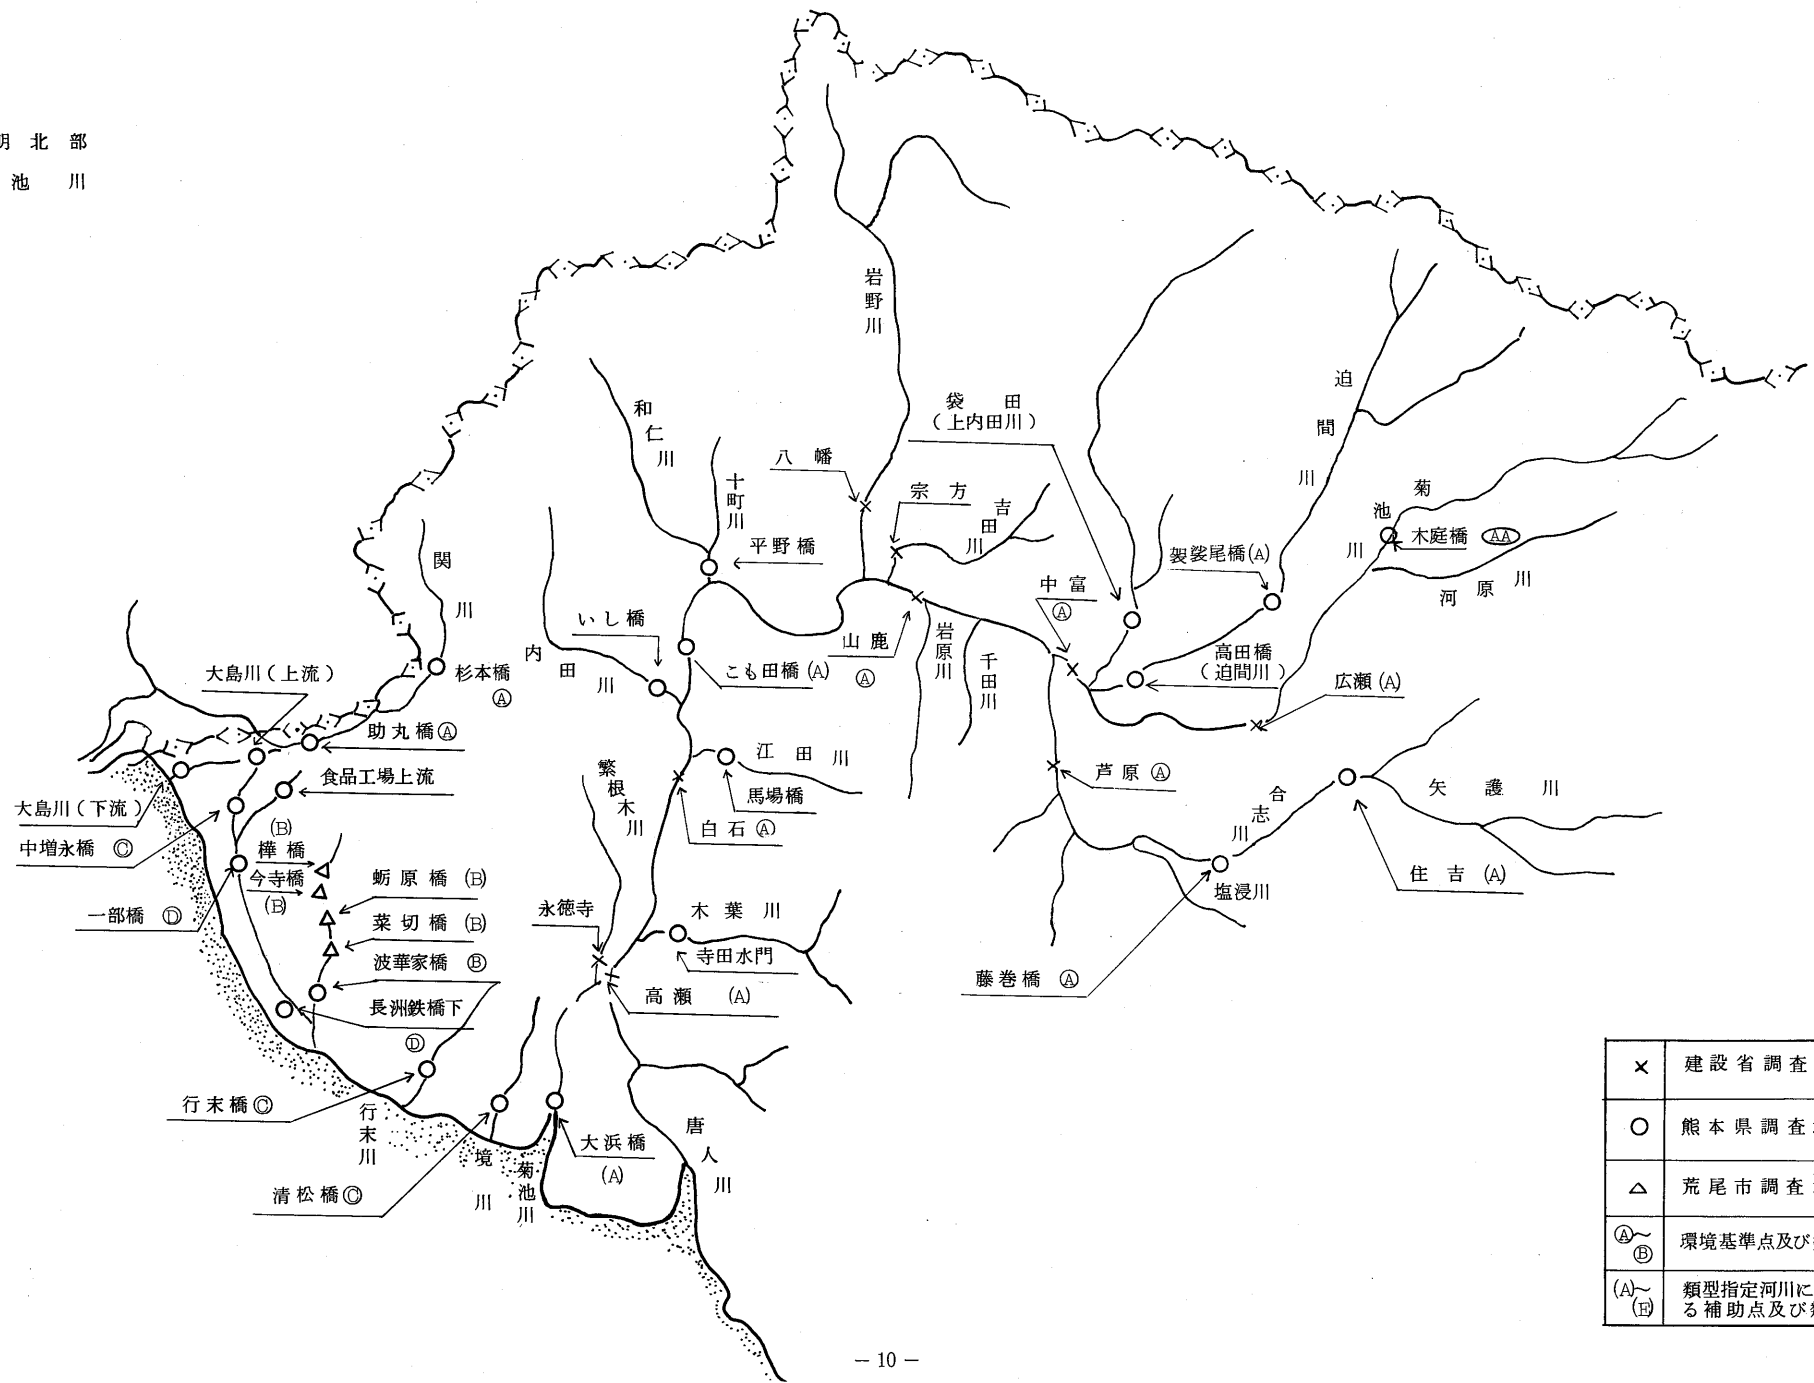 明北部
池川
岩野川
和仁川
十町川
八幡
袋田
(上内田川)
宗方
吉田川
迫間川
菊池川
木庭橋 AA
河原川
袈裟尾橋(A)
中富
Ⓐ
平野橋
関川
いし橋
内田川
こも田橋(A)
山鹿
Ⓐ
岩原川
千田川
高田橋
(迫間川)
広瀬(A)
杉本橋
Ⓐ
大島川(上流)
助丸橋Ⓐ
食品工場上流
大島川(下流)
中増永橋 Ⓒ
(B)
樺橋
今寺橋
(B)
一部橋 Ⓓ
蛎原橋 (B)
菜切橋 (B)
波華家橋 Ⓑ
長洲鉄橋下
Ⓓ
繁根木川
江田川
馬場橋
白石Ⓐ
芦原Ⓐ
合志川
矢護川
住吉(A)
塩浸川
藤巻橋 Ⓐ
永徳寺
木葉川
寺田水門
高瀬 (A)
行末橋Ⓒ
行末川
清松橋Ⓒ
境川
菊池川
大浜橋
(A)
唐人川
× 建設省調査
○ 熊本県調査
△ 荒尾市調査
Ⓐ~Ⓑ 環境基準点及び
(A)~(E) 類型指定河川に
る補助点及び
－10－